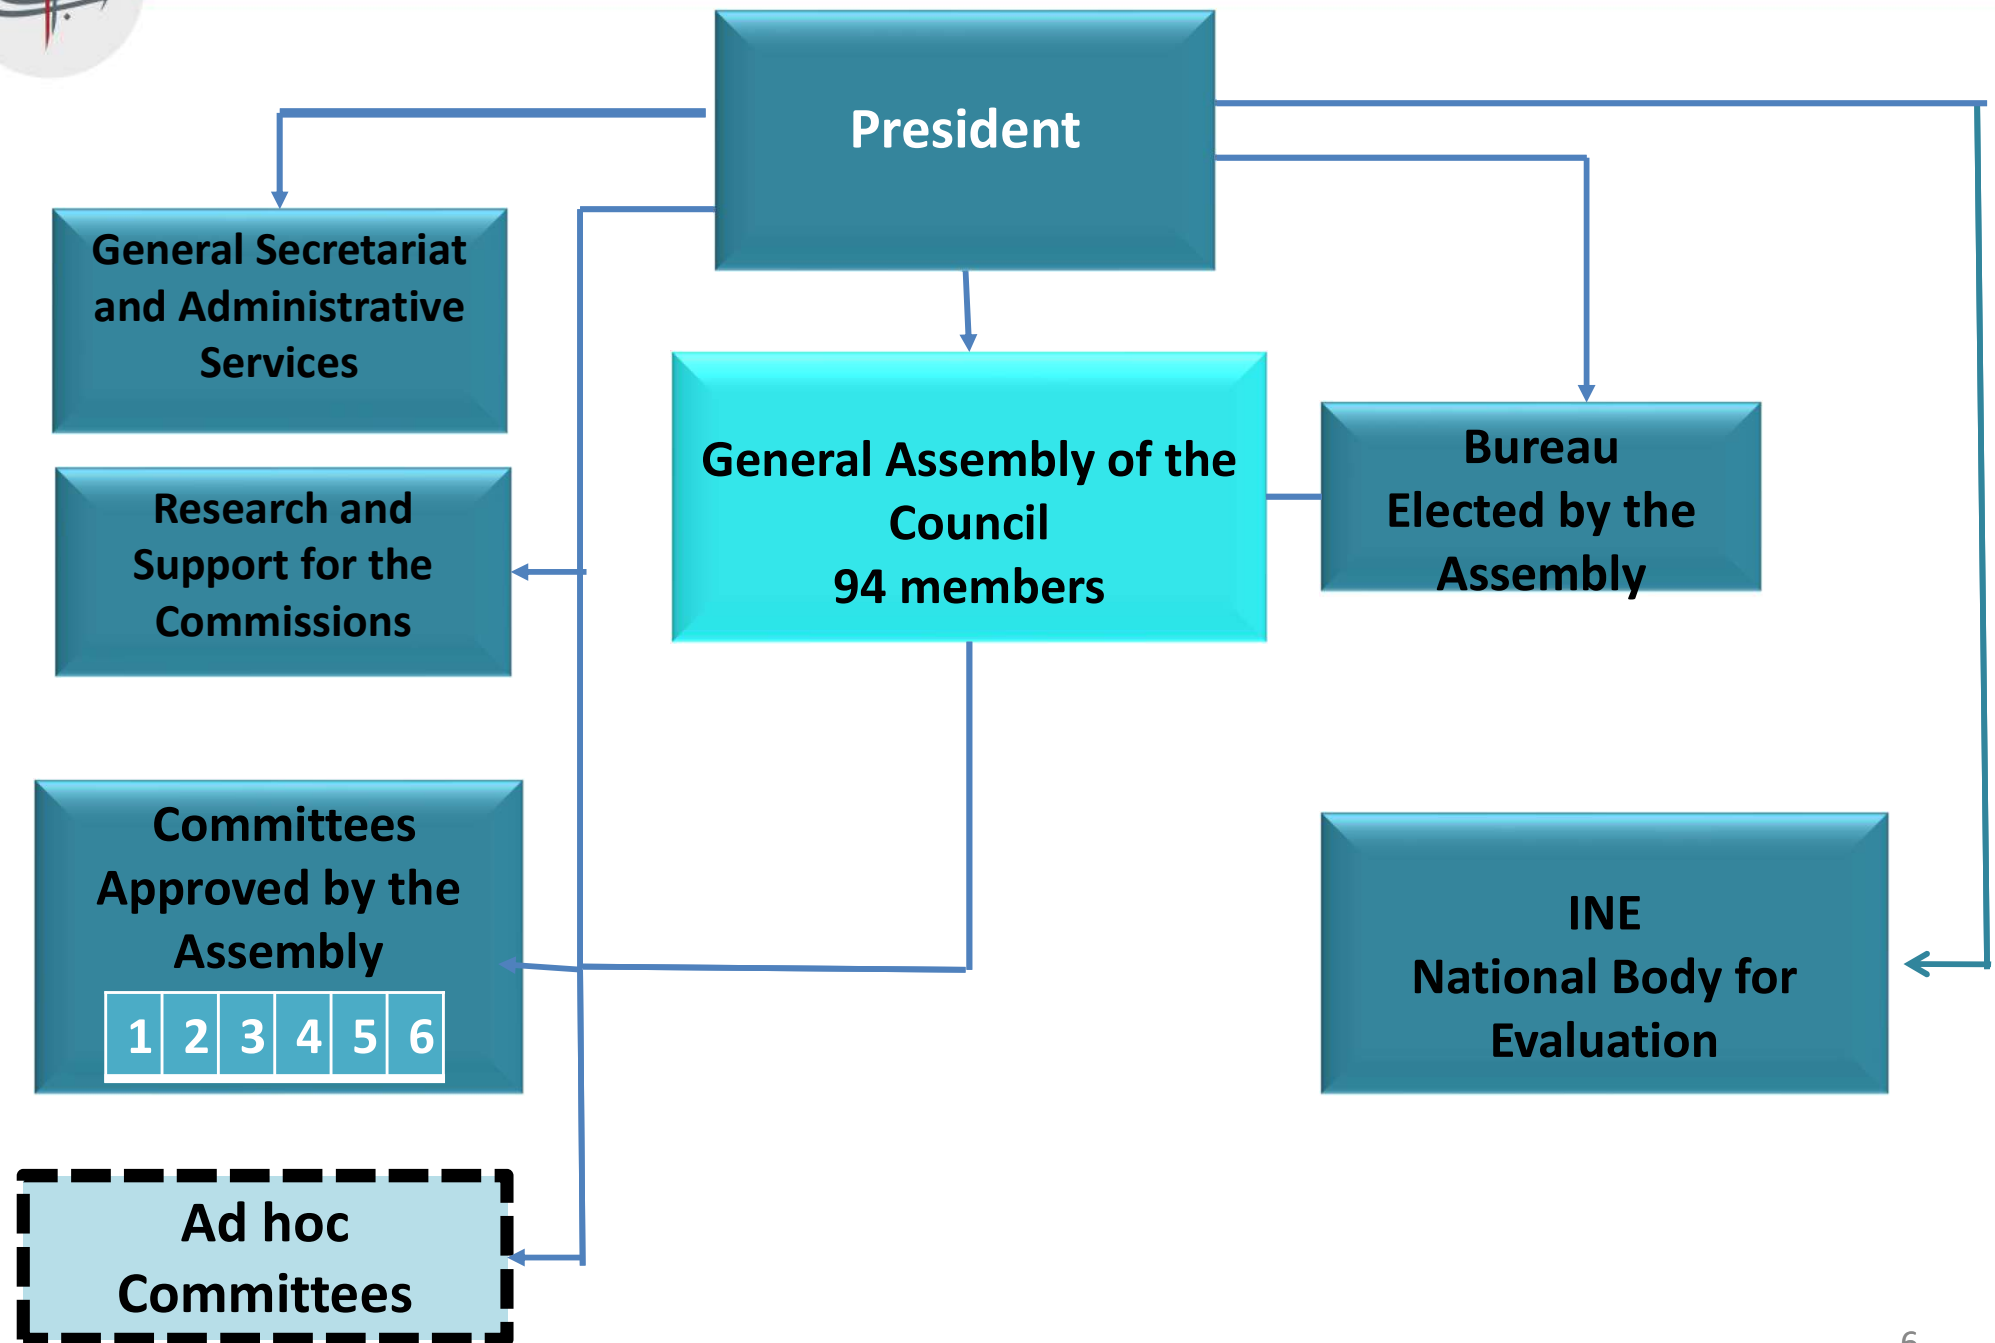 President
General Secretariat
and Administrative
Services
General Assembly of the
Council
94 members
Bureau
Elected by the
Assembly
Research and
Support for the
Commissions
Committees
Approved by the
Assembly
1 2 3 4 5 6
INE
National Body for
Evaluation
Ad hoc
Committees
6